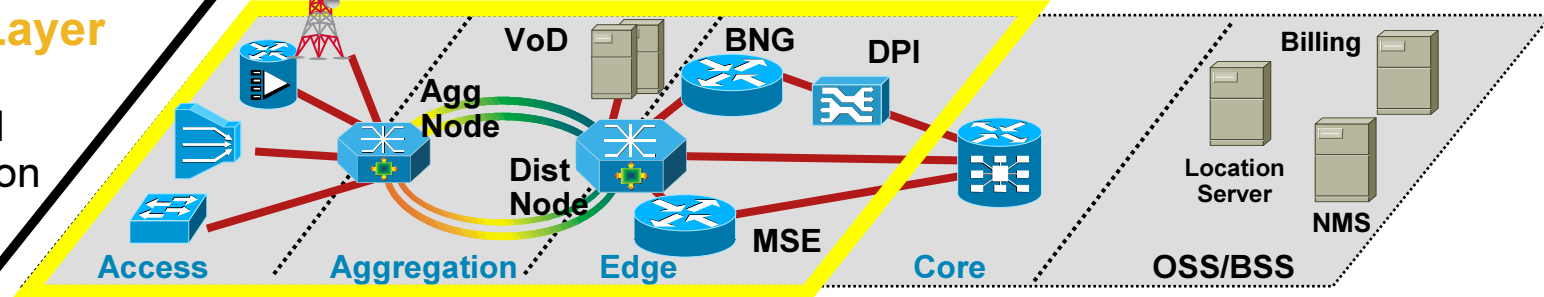 Layer
on
VoD
BNG
DPI
Billing
Agg
Node
Dist
Node
Location
Server
MSE
NMS
Access
Aggregation
Edge
Core
OSS/BSS